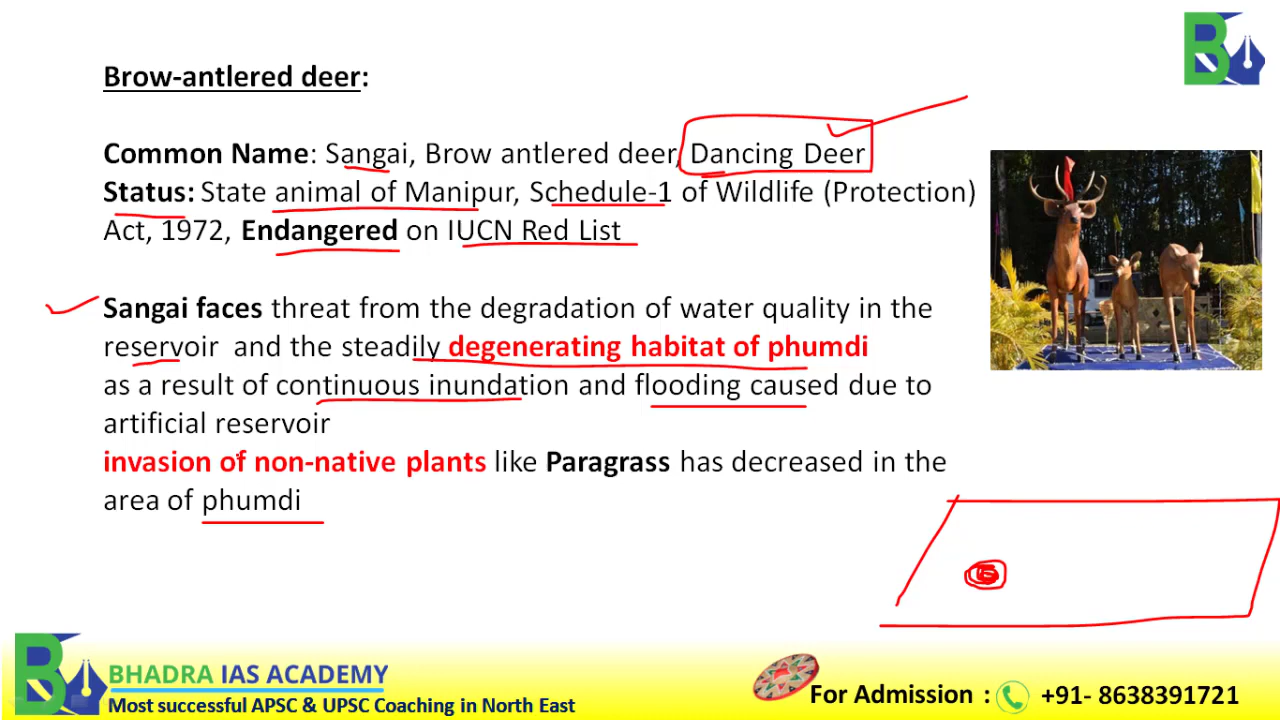 Brow-antlered deer:
Common Name: Sangai, Brow antlered deer, Dancing Deer
Status: State animal of Manipur, Schedule-1 of Wildlife (Protection)
Act, 1972, Endangered on IUCN Red List
Sangai faces threat from the degradation of water quality in the
reservoir and the steadily degenerating habitat of phumdi
as a result of continuous inundation and flooding caused due to
artificial reservoir
invasion of non-native plants like Paragrass has decreased in the
area of phumdi
BHADRA IAS ACADEMY
Most successful APSC & UPSC Coaching in North East
For Admission : +91- 8638391721